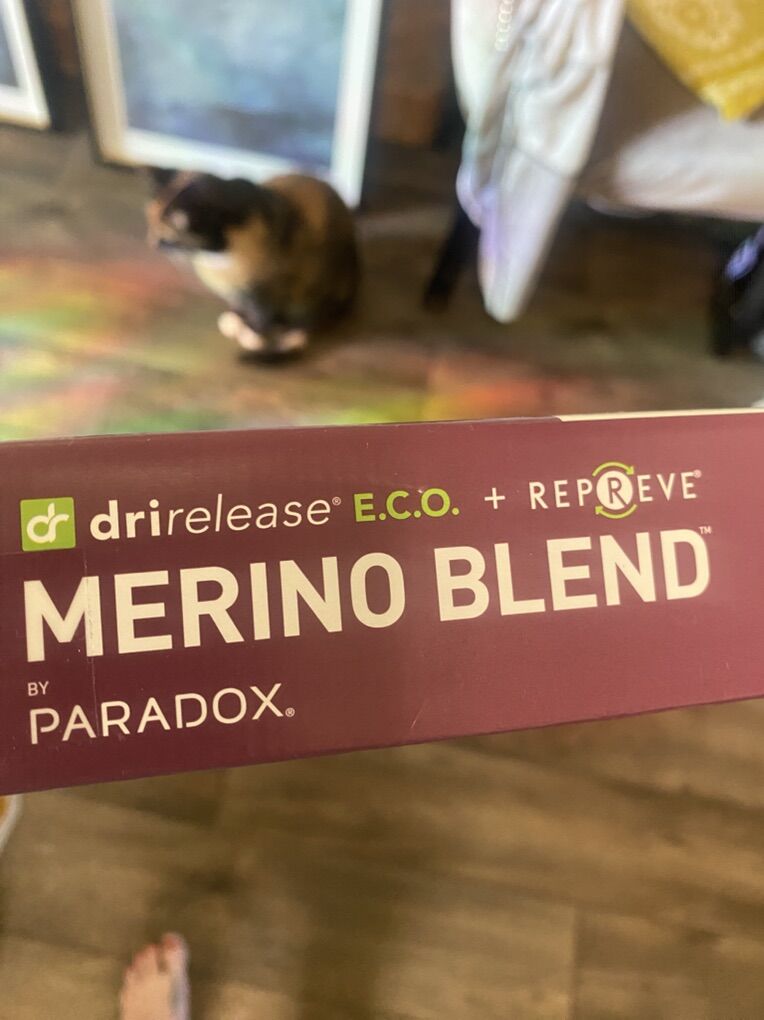 dr drirelease® E.C.O. + REPREVE®
MERINO BLEND™
BY
PARADOX®